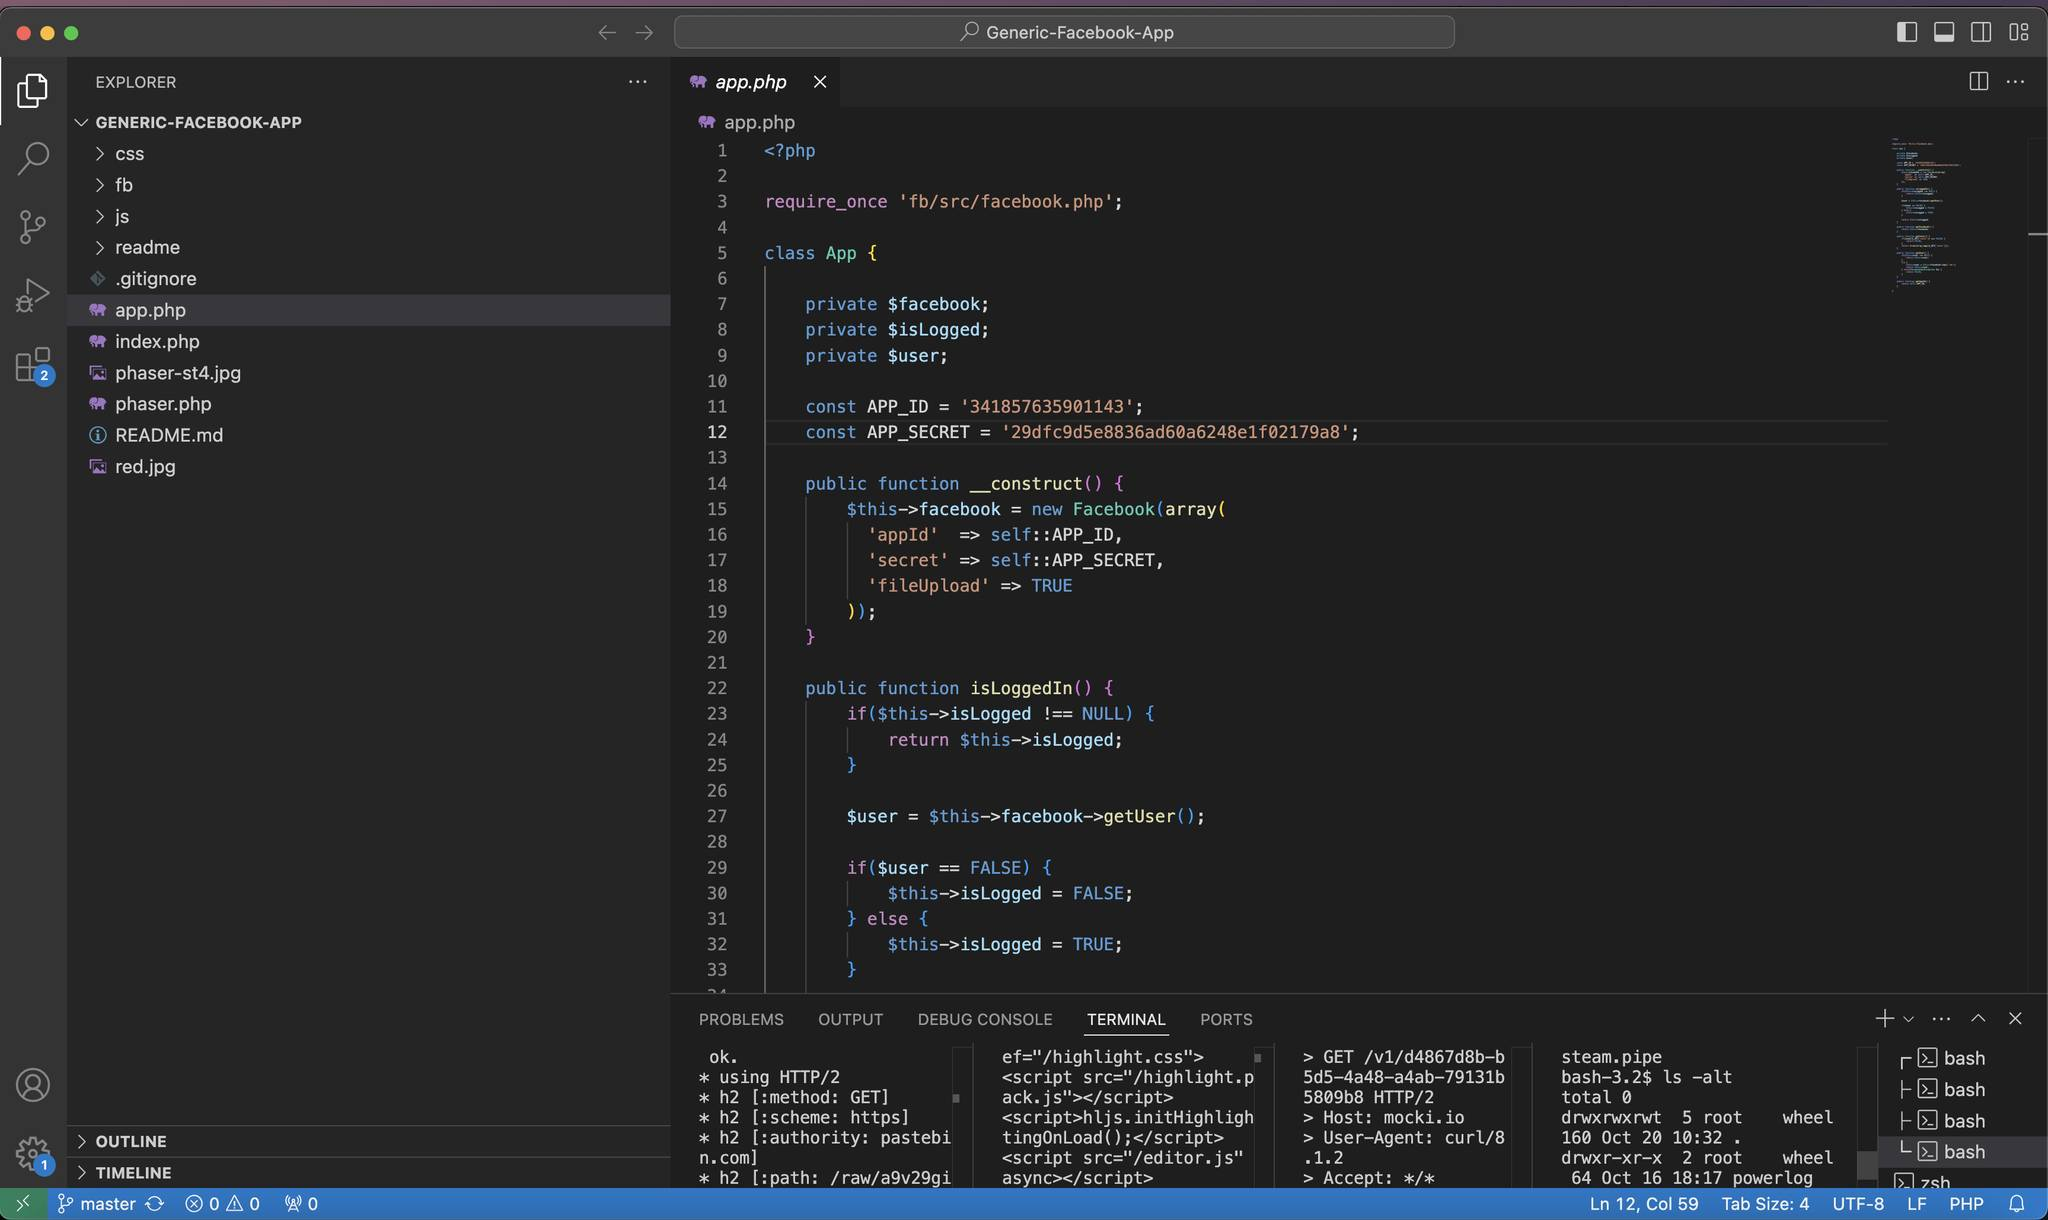 Generic-Facebook-App
EXPLORER
GENERIC-FACEBOOK-APP
css
fb
js
readme
.gitignore
app.php
index.php
phaser-st4.jpg
phaser.php
README.md
red.jpg
OUTLINE
TIMELINE
2
1
app.php
app.php
1 <?php
2
3 require_once 'fb/src/facebook.php';
4
5 class App {
6
7 private $facebook;
8 private $isLogged;
9 private $user;
10
11 const APP_ID = '341857635901143';
12 const APP_SECRET = '29dfc9d5e8836ad60a6248e1f02179a8';
13
14 public function __construct() {
15 $this->facebook = new Facebook(array(
16 'appId'  => self::APP_ID,
17 'secret' => self::APP_SECRET,
18 'fileUpload' => TRUE
19 ));
20 }
21
22 public function isLoggedIn() {
23 if($this->isLogged !== NULL) {
24 return $this->isLogged;
25 }
26
27 $user = $this->facebook->getUser();
28
29 if($user == FALSE) {
30 $this->isLogged = FALSE;
31 } else {
32 $this->isLogged = TRUE;
33 }
PROBLEMS OUTPUT DEBUG CONSOLE TERMINAL PORTS
ok.
* using HTTP/2
* h2 [:method: GET]
* h2 [:scheme: https]
* h2 [:authority: pastebi
n.com]
* h2 [:path: /raw/a9v29gi
ef="/highlight.css">
<script src="/highlight.p
ack.js"></script>
<script>hljs.initHighligh
tingOnLoad();</script>
<script src="/editor.js"
async></script>
> GET /v1/d4867d8b-b
5d5-4a48-a4ab-79131b
5809b8 HTTP/2
> Host: mocki.io
> User-Agent: curl/8
.1.2
> Accept: */*
steam.pipe
bash-3.2$ ls -alt
total 0
drwxrwxrwt  5 root    wheel
160 Oct 20 10:32 .
drwxr-xr-x  2 root    wheel
64 Oct 16 18:17 powerlog
bash
bash
bash
bash
zsh
master 0 0 0
Ln 12, Col 59 Tab Size: 4 UTF-8 LF PHP